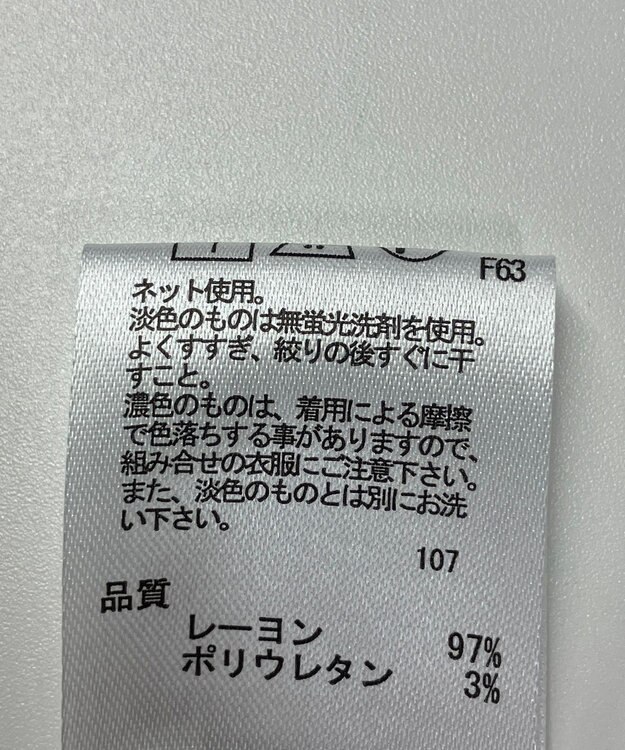 F63
ネット使用。
淡色のものは無蛍光洗剤を使用。
よくすすぎ、絞りの後すぐに干
すこと。
濃色のものは、着用による摩擦
で色落ちする事がありますので、
組み合せの衣服にご注意下さい。
また、淡色のものとは別にお洗
い下さい。
107
品質
レーヨン 97%
ポリウレタン 3%